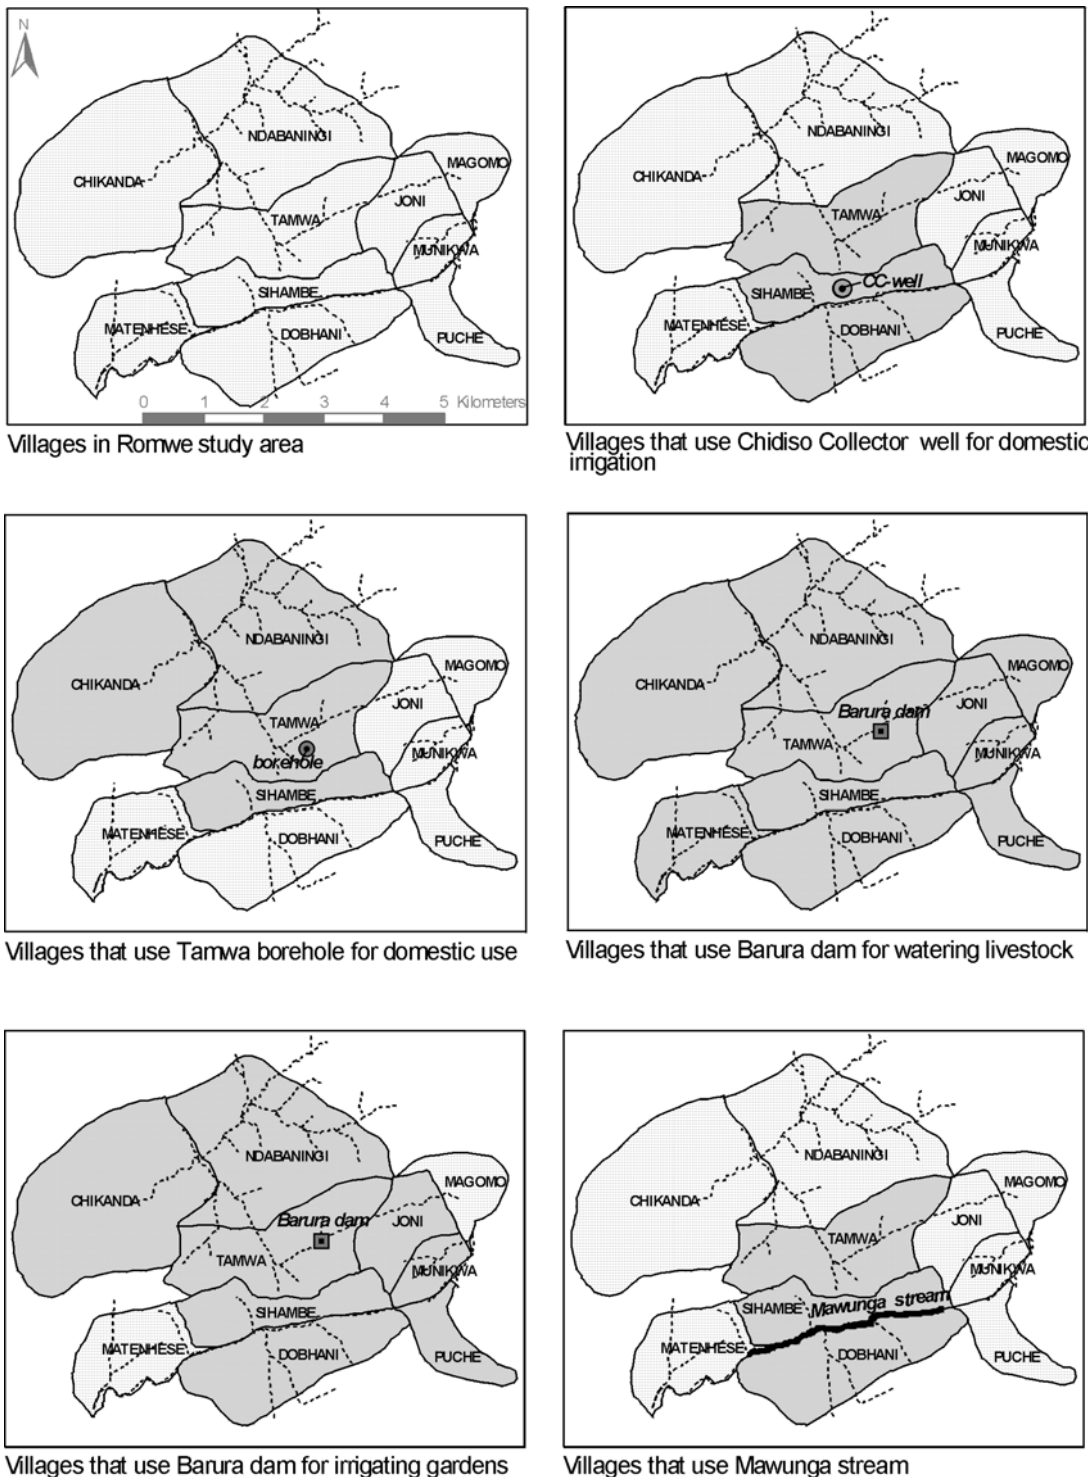 N
NDABANINGI
MAGOMO
CHIKANDA
JONI
TAMWA
MUNIKWA
SIHAMBE
MATENHESE
DOBHANI
PUCHE
0 1 2 3 4 5 Kilometers
Villages in Romwe study area
NDABANINGI
MAGOMO
CHIKANDA
JONI
TAMWA
MUNIKWA
CC-well
SIHAMBE
MATENHESE
DOBHANI
PUCHE
Villages that use Chidiso Collector well for domestic
irrigation
NDABANINGI
MAGOMO
CHIKANDA
JONI
TAMWA
MUNIKWA
borehole
SIHAMBE
MATENHESE
DOBHANI
PUCHE
Villages that use Tamwa borehole for domestic use
NDABANINGI
MAGOMO
CHIKANDA
JONI
Barura dam
TAMWA
MUNIKWA
SIHAMBE
MATENHESE
DOBHANI
PUCHE
Villages that use Barura dam for watering livestock
NDABANINGI
MAGOMO
CHIKANDA
Barura dam
JONI
TAMWA
MUNIKWA
SIHAMBE
MATENHESE
DOBHANI
PUCHE
Villages that use Barura dam for irrigating gardens
NDABANINGI
MAGOMO
CHIKANDA
JONI
TAMWA
MUNIKWA
SIHAMBE
Mawunga stream
MATENHESE
DOBHANI
PUCHE
Villages that use Mawunga stream